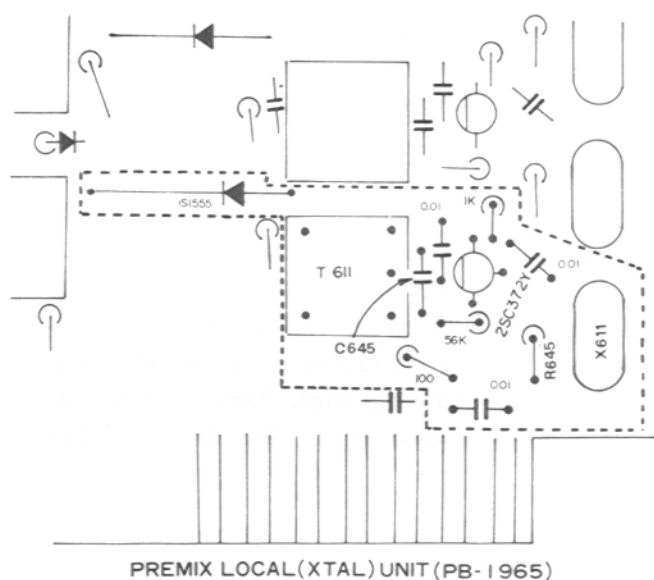 1S1555
0.01
1K
0.01
T 611
2SC372Y
C645
56K
R645
X611
100
0.01
PREMIX LOCAL (XTAL) UNIT (PB-1965)